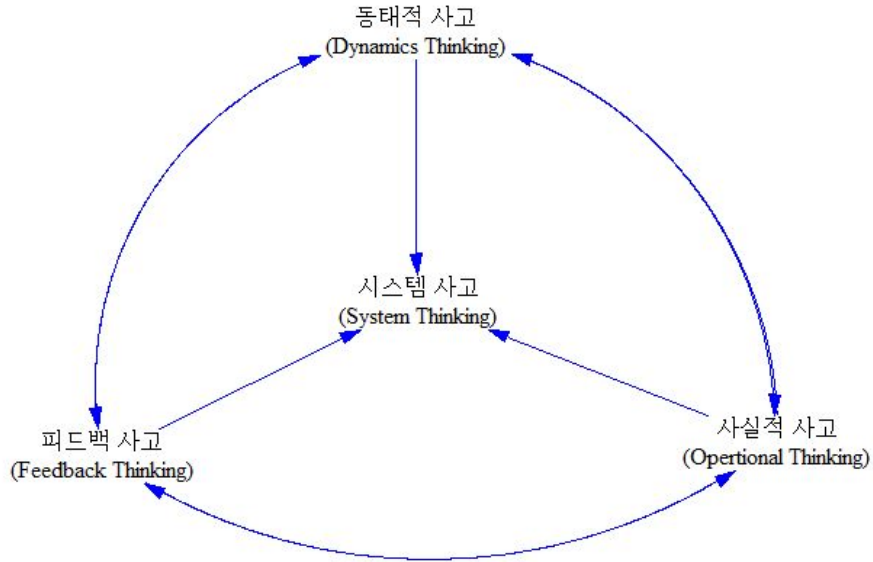 동태적 사고
(Dynamics Thinking)
시스템 사고
(System Thinking)
피드백 사고
(Feedback Thinking)
사실적 사고
(Opertional Thinking)